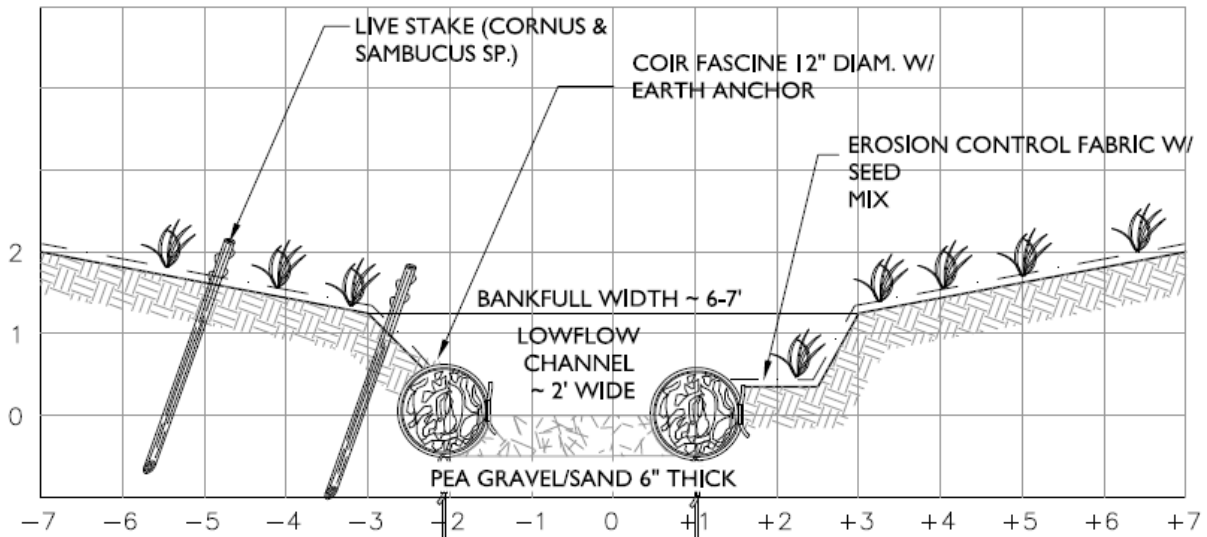 LIVE STAKE (CORNUS &
SAMBUCUS SP.)
COIR FASCINE 12" DIAM. W/
EARTH ANCHOR
EROSION CONTROL FABRIC W/
SEED
MIX
2
1
0
BANKFULL WIDTH ~ 6-7'
LOWFLOW
CHANNEL
~ 2' WIDE
PEA GRAVEL/SAND 6" THICK
-7 -6 -5 -4 -3 -2 -1 0 +1 +2 +3 +4 +5 +6 +7